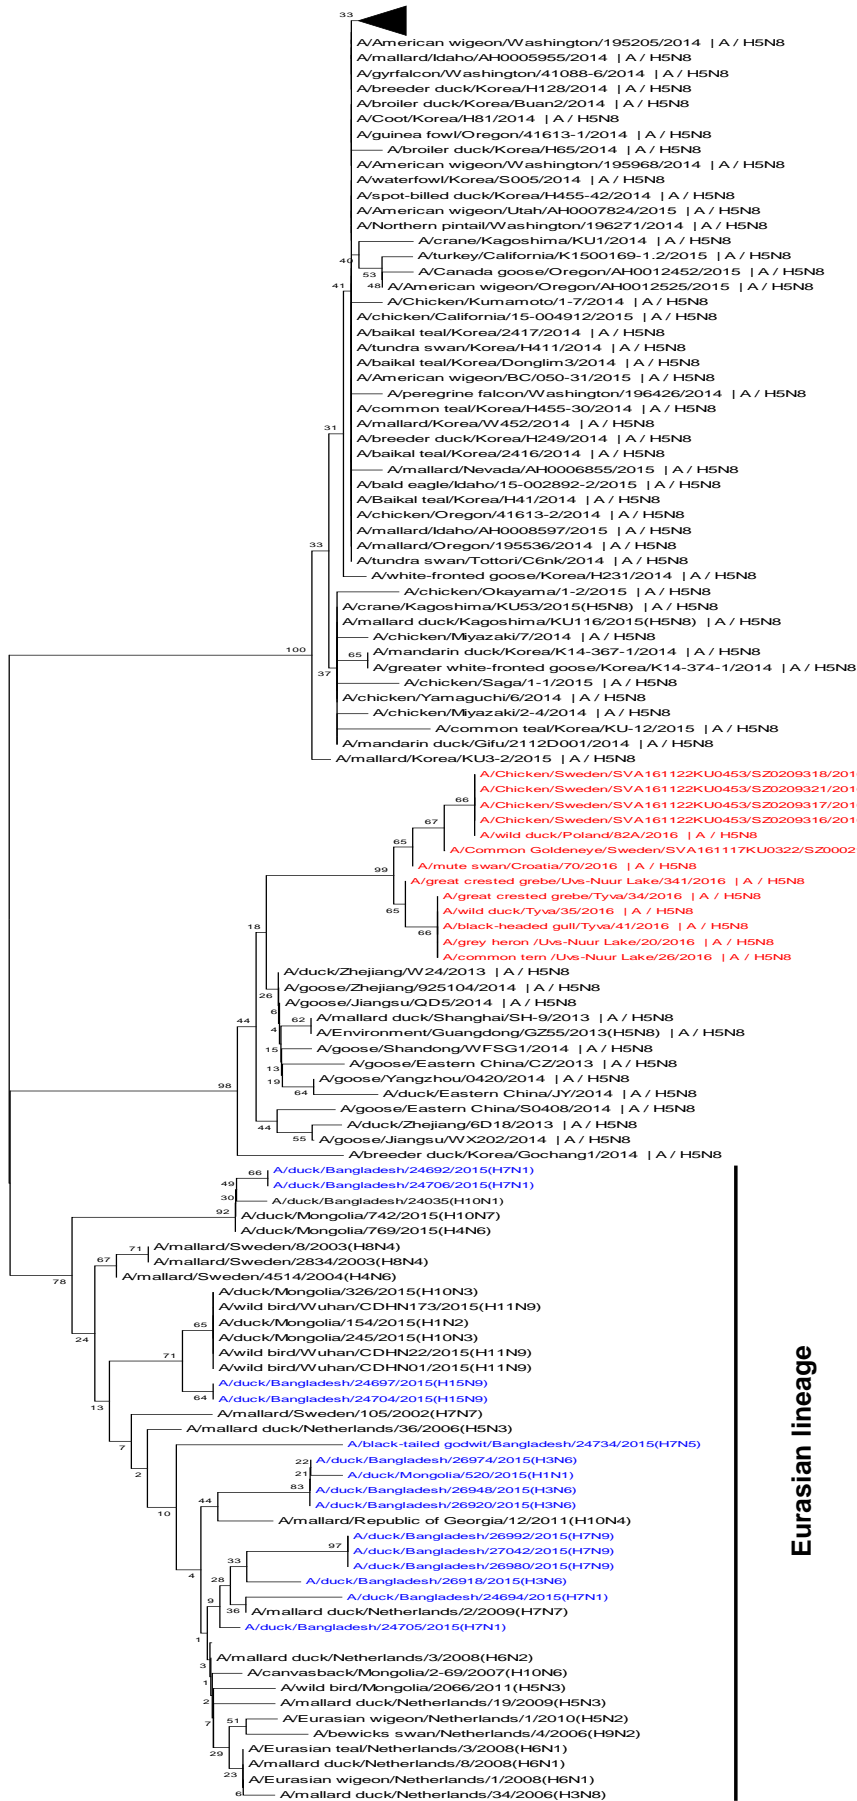 33
A/American wigeon/Washington/195205/2014 | A / H5N8
A/mallard/Idaho/AH0005955/2014 | A / H5N8
A/gyrfalcon/Washington/41088-6/2014 | A / H5N8
A/breeder duck/Korea/H128/2014 | A / H5N8
A/broiler duck/Korea/Buan2/2014 | A / H5N8
A/Coot/Korea/H81/2014 | A / H5N8
A/guinea fowl/Oregon/41613-1/2014 | A / H5N8
A/broiler duck/Korea/H65/2014 | A / H5N8
A/American wigeon/Washington/195968/2014 | A / H5N8
A/waterfowl/Korea/S005/2014 | A / H5N8
A/spot-billed duck/Korea/H455-42/2014 | A / H5N8
A/American wigeon/Utah/AH0007824/2015 | A / H5N8
A/Northern pintail/Washington/196271/2014 | A / H5N8
A/crane/Kagoshima/KU1/2014 | A / H5N8
40
A/turkey/California/K1500169-1.2/2015 | A / H5N8
53
A/Canada goose/Oregon/AH0012452/2015 | A / H5N8
48
A/American wigeon/Oregon/AH0012525/2015 | A / H5N8
41
A/Chicken/Kumamoto/1-7/2014 | A / H5N8
A/chicken/California/15-004912/2015 | A / H5N8
A/baikal teal/Korea/2417/2014 | A / H5N8
A/tundra swan/Korea/H411/2014 | A / H5N8
A/baikal teal/Korea/Donglim3/2014 | A / H5N8
A/American wigeon/BC/050-31/2015 | A / H5N8
A/peregrine falcon/Washington/196426/2014 | A / H5N8
A/common teal/Korea/H455-30/2014 | A / H5N8
A/mallard/Korea/W452/2014 | A / H5N8
31
A/breeder duck/Korea/H249/2014 | A / H5N8
A/baikal teal/Korea/2416/2014 | A / H5N8
A/mallard/Nevada/AH0006855/2015 | A / H5N8
A/bald eagle/Idaho/15-002892-2/2015 | A / H5N8
A/Baikal teal/Korea/H41/2014 | A / H5N8
A/chicken/Oregon/41613-2/2014 | A / H5N8
A/mallard/Idaho/AH0008597/2015 | A / H5N8
33
A/mallard/Oregon/195536/2014 | A / H5N8
A/tundra swan/Tottori/C6nk/2014 | A / H5N8
A/white-fronted goose/Korea/H231/2014 | A / H5N8
A/chicken/Okayama/1-2/2015 | A / H5N8
A/crane/Kagoshima/KU53/2015(H5N8) | A / H5N8
A/mallard duck/Kagoshima/KU116/2015(H5N8) | A / H5N8
A/chicken/Miyazaki/7/2014 | A / H5N8
100
A/mandarin duck/Korea/K14-367-1/2014 | A / H5N8
65
A/greater white-fronted goose/Korea/K14-374-1/2014 | A / H5N8
37
A/chicken/Saga/1-1/2015 | A / H5N8
A/chicken/Yamaguchi/6/2014 | A / H5N8
A/chicken/Miyazaki/2-4/2014 | A / H5N8
A/common teal/Korea/KU-12/2015 | A / H5N8
A/mandarin duck/Gifu/2112D001/2014 | A / H5N8
A/mallard/Korea/KU3-2/2015 | A / H5N8
A/Chicken/Sweden/SVA161122KU0453/SZ0209318/201
A/Chicken/Sweden/SVA161122KU0453/SZ0209321/201
66
A/Chicken/Sweden/SVA161122KU0453/SZ0209317/201
A/Chicken/Sweden/SVA161122KU0453/SZ0209316/201
67
A/wild duck/Poland/82A/2016 | A / H5N8
65
A/Common Goldeneye/Sweden/SVA161117KU0322/SZ0002
99
A/mute swan/Croatia/70/2016 | A / H5N8
A/great crested grebe/Uvs-Nuur Lake/341/2016 | A / H5N8
65
A/great crested grebe/Tyva/34/2016 | A / H5N8
A/wild duck/Tyva/35/2016 | A / H5N8
18
66
A/black-headed gull/Tyva/41/2016 | A / H5N8
A/grey heron /Uvs-Nuur Lake/20/2016 | A / H5N8
A/common tern /Uvs-Nuur Lake/26/2016 | A / H5N8
A/duck/Zhejiang/W24/2013 | A / H5N8
26
A/goose/Zhejiang/925104/2014 | A / H5N8
6
A/goose/Jiangsu/QD5/2014 | A / H5N8
44
62
A/mallard duck/Shanghai/SH-9/2013 | A / H5N8
4
A/Environment/Guangdong/GZ55/2013(H5N8) | A / H5N8
15
A/goose/Shandong/WFSG1/2014 | A / H5N8
13
A/goose/Eastern China/CZ/2013 | A / H5N8
19
A/goose/Yangzhou/0420/2014 | A / H5N8
98
64
A/duck/Eastern China/JY/2014 | A / H5N8
A/goose/Eastern China/S0408/2014 | A / H5N8
44
A/duck/Zhejiang/6D18/2013 | A / H5N8
55
A/goose/Jiangsu/WX202/2014 | A / H5N8
A/breeder duck/Korea/Gochang1/2014 | A / H5N8
66
A/duck/Bangladesh/24692/2015(H7N1)
49
A/duck/Bangladesh/24706/2015(H7N1)
30
A/duck/Bangladesh/24035(H10N1)
92
A/duck/Mongolia/742/2015(H10N7)
A/duck/Mongolia/769/2015(H4N6)
71
A/mallard/Sweden/8/2003(H8N4)
67
A/mallard/Sweden/2834/2003(H8N4)
78
A/mallard/Sweden/4514/2004(H4N6)
A/duck/Mongolia/326/2015(H10N3)
A/wild bird/Wuhan/CDHN173/2015(H11N9)
65
A/duck/Mongolia/154/2015(H1N2)
24
A/duck/Mongolia/245/2015(H10N3)
71
A/wild bird/Wuhan/CDHN22/2015(H11N9)
A/wild bird/Wuhan/CDHN01/2015(H11N9)
A/duck/Bangladesh/24697/2015(H15N9)
64
A/duck/Bangladesh/24704/2015(H15N9)
13
A/mallard/Sweden/105/2002(H7N7)
A/mallard duck/Netherlands/36/2006(H5N3)
7
A/black-tailed godwit/Bangladesh/24734/2015(H7N5)
22
A/duck/Bangladesh/26974/2015(H3N6)
2
21
A/duck/Mongolia/520/2015(H1N1)
83
A/duck/Bangladesh/26948/2015(H3N6)
44
A/duck/Bangladesh/26920/2015(H3N6)
10
A/mallard/Republic of Georgia/12/2011(H10N4)
A/duck/Bangladesh/26992/2015(H7N9)
97
A/duck/Bangladesh/27042/2015(H7N9)
33
A/duck/Bangladesh/26980/2015(H7N9)
4
28
A/duck/Bangladesh/26918/2015(H3N6)
9
A/duck/Bangladesh/24694/2015(H7N1)
36
A/mallard duck/Netherlands/2/2009(H7N7)
A/duck/Bangladesh/24705/2015(H7N1)
1
A/mallard duck/Netherlands/3/2008(H6N2)
3
A/canvasback/Mongolia/2-69/2007(H10N6)
1
A/wild bird/Mongolia/2066/2011(H5N3)
2
A/mallard duck/Netherlands/19/2009(H5N3)
7
51
A/Eurasian wigeon/Netherlands/1/2010(H5N2)
A/bewicks swan/Netherlands/4/2006(H9N2)
29
A/Eurasian teal/Netherlands/3/2008(H6N1)
A/mallard duck/Netherlands/8/2008(H6N1)
23
A/Eurasian wigeon/Netherlands/1/2008(H6N1)
6
A/mallard duck/Netherlands/34/2006(H3N8)
Eurasian lineage